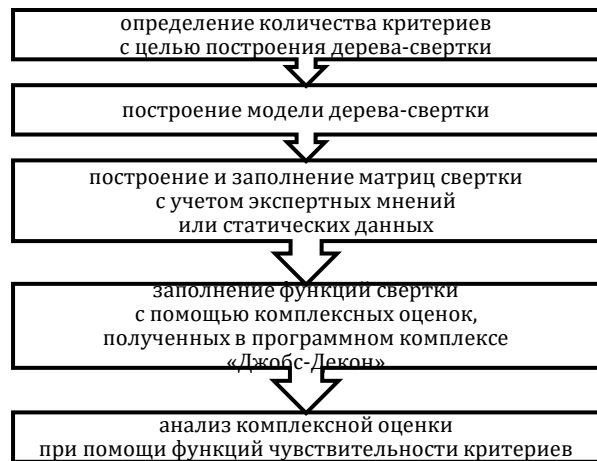 определение количества критериев
с целью построения дерева-свертки
построение модели дерева-свертки
построение и заполнение матриц свертки
с учетом экспертных мнений
или статических данных
заполнение функций свертки
с помощью комплексных оценок,
полученных в программном комплексе
«Джобс-Декон»
анализ комплексной оценки
при помощи функций чувствительности критериев